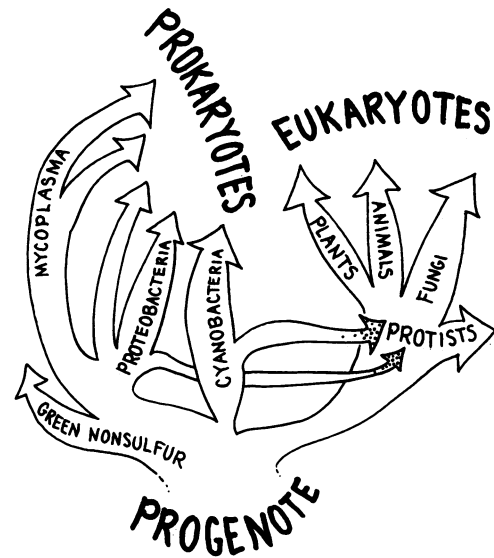 PROKARYOTES
EUKARYOTES
MYCOPLASMA
PROTEOBACTERIA
CYANOBACTERIA
PLANTS
ANIMALS
FUNGI
PROTISTS
GREEN NONSULFUR
PROGENOTE